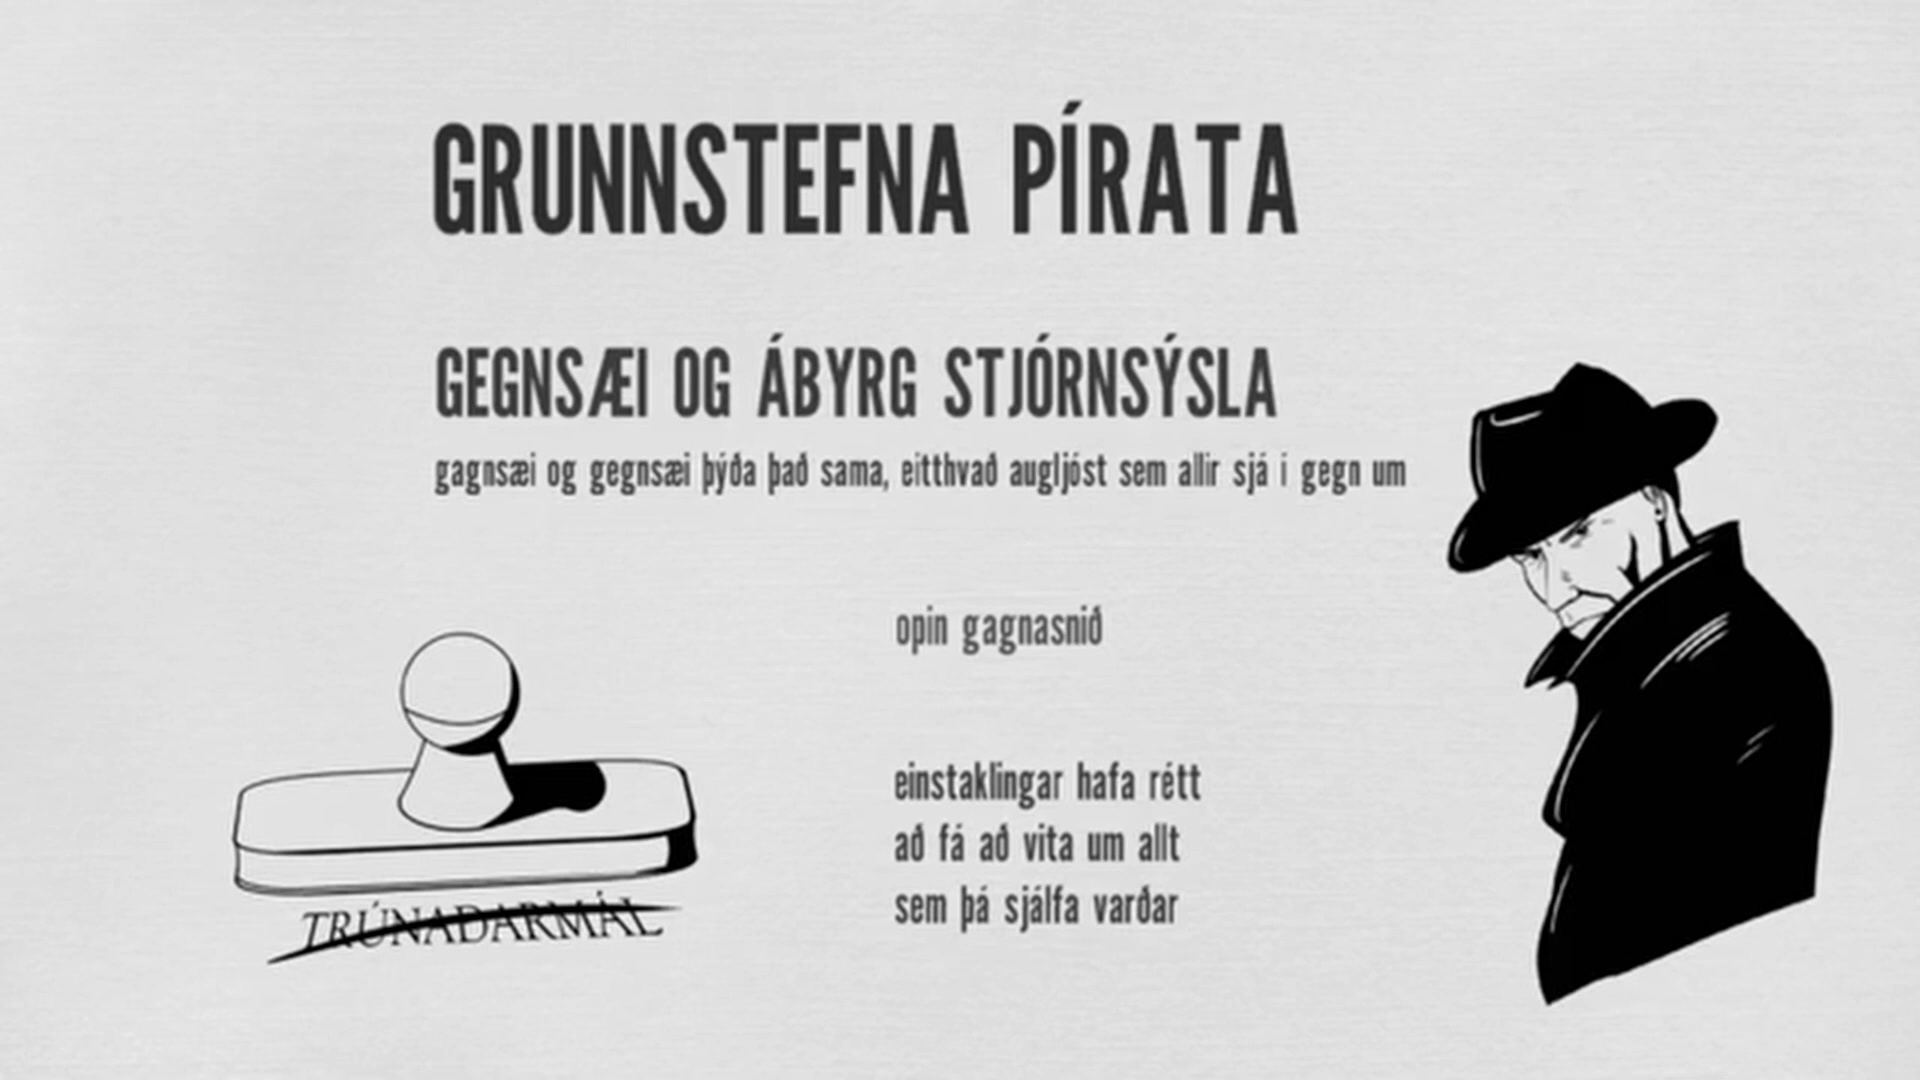 GRUNNSTEFNA PÍRATA
GEGNSÆI OG ÁBYRG STJÓRNSÝSLA
gagnsæi og gegnsæi þýða það sama, eitthvað augljóst sem allir sjá í gegn um
opin gagnasnið
einstaklingar hafa rétt
að fá að vita um allt
sem þá sjálfa varðar
TRÚNAÐARMÁL